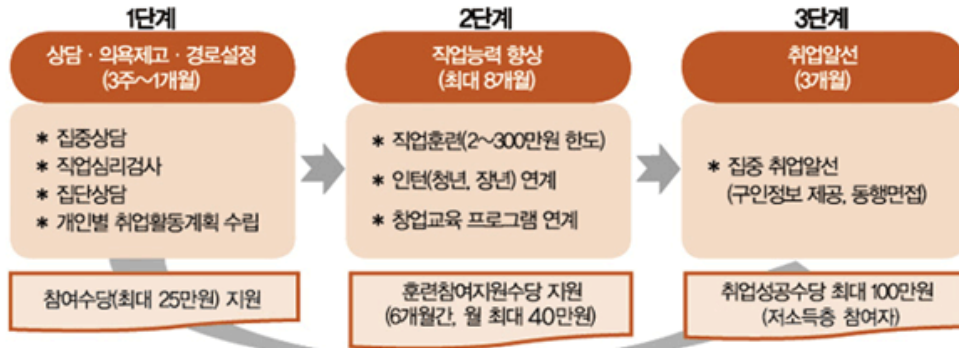 1단계
상담 · 의욕제고 · 경로설정
(3주~1개월)
* 집중상담
* 직업심리검사
* 집단상담
* 개인별 취업활동계획 수립
참여수당(최대 25만원) 지원
2단계
직업능력 향상
(최대 8개월)
* 직업훈련(2~300만원 한도)
* 인턴(청년, 장년) 연계
* 창업교육 프로그램 연계
훈련참여지원수당 지원
(6개월간, 월 최대 40만원)
3단계
취업알선
(3개월)
* 집중 취업알선
(구인정보 제공, 동행면접)
취업성공수당 최대 100만원
(저소득층 참여자)